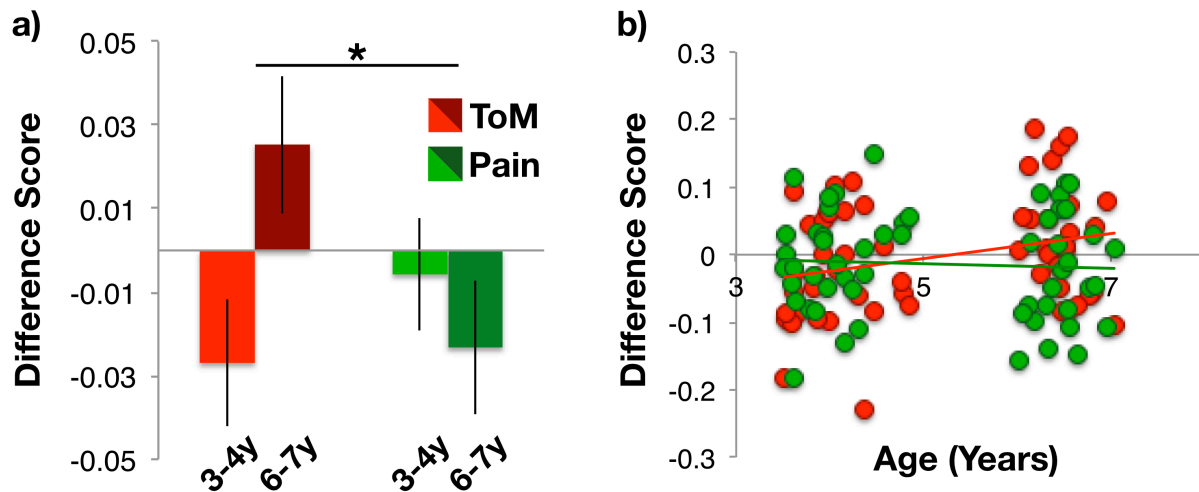 a)
Difference Score
0.05
0.03
0.01
-0.01
-0.03
-0.05
*
ToM
Pain
3-4y
6-7y
3-4y
6-7y
b)
Difference Score
0.3
0.2
0.1
0
-0.1
-0.2
-0.3
3
5
7
Age (Years)